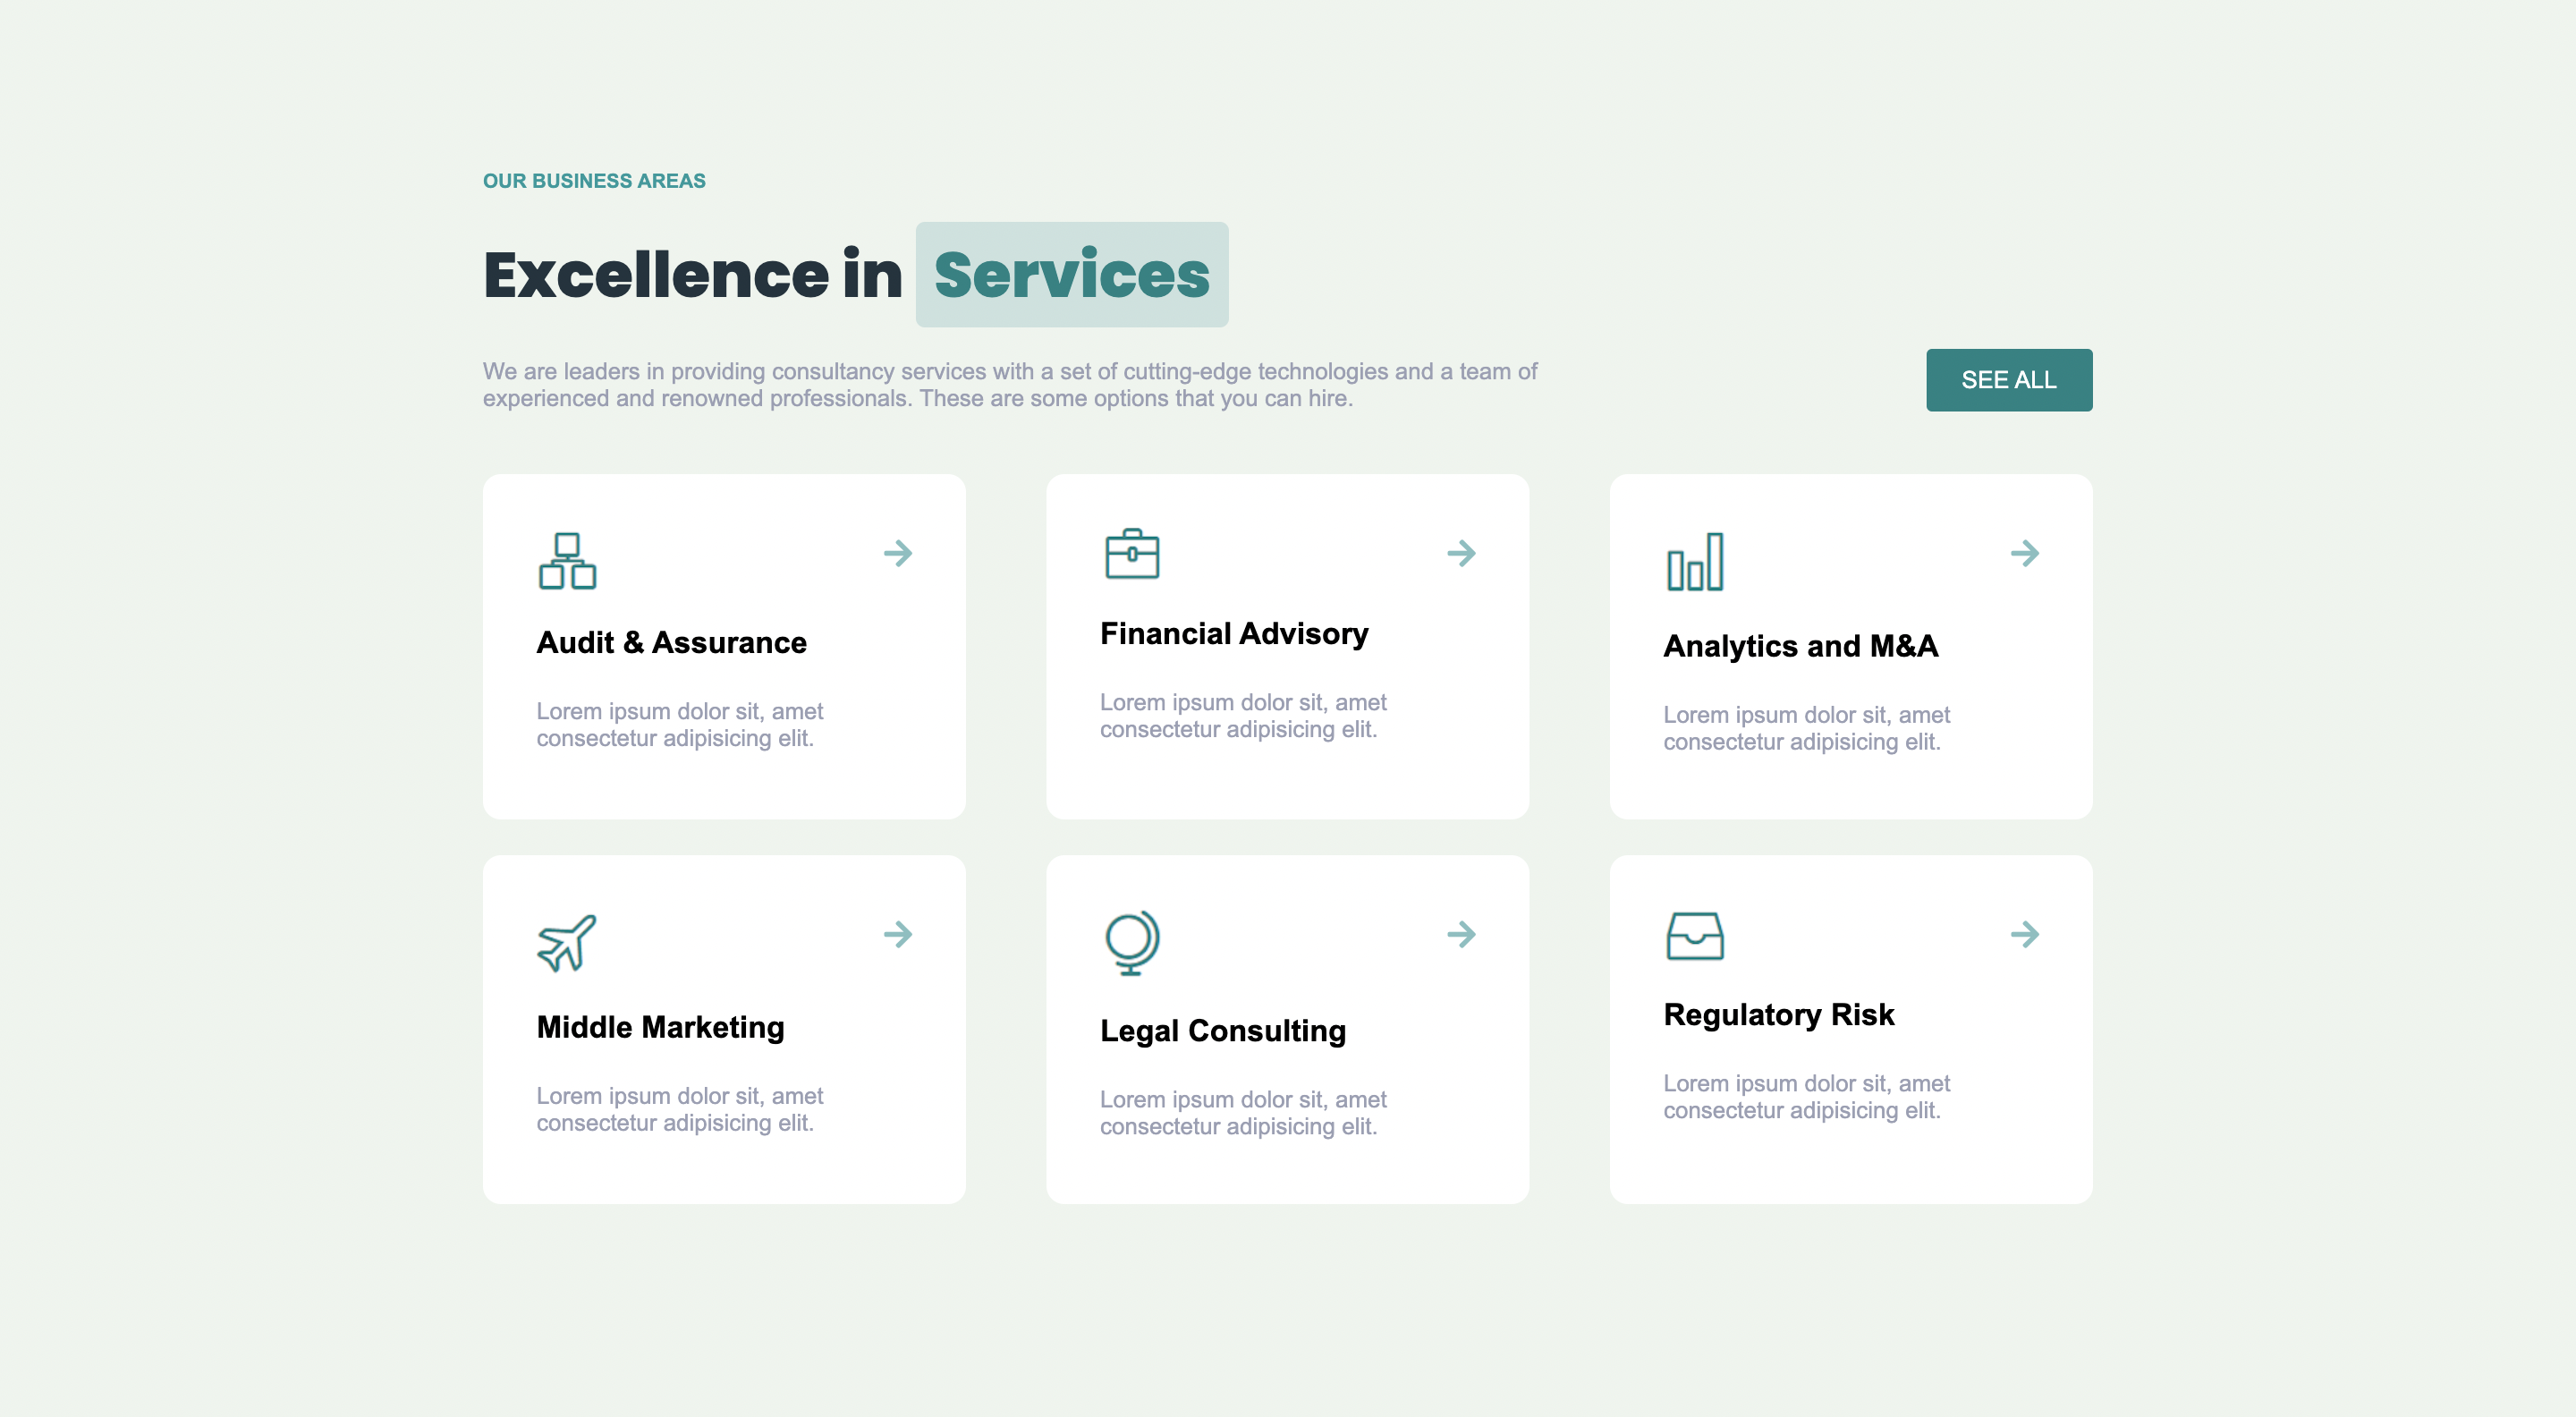 OUR BUSINESS AREAS
Excellence in Services
We are leaders in providing consultancy services with a set of cutting-edge technologies and a team of
experienced and renowned professionals. These are some options that you can hire.
SEE ALL
Audit & Assurance
Lorem ipsum dolor sit, amet
consectetur adipisicing elit.
Financial Advisory
Lorem ipsum dolor sit, amet
consectetur adipisicing elit.
Analytics and M&A
Lorem ipsum dolor sit, amet
consectetur adipisicing elit.
Middle Marketing
Lorem ipsum dolor sit, amet
consectetur adipisicing elit.
Legal Consulting
Lorem ipsum dolor sit, amet
consectetur adipisicing elit.
Regulatory Risk
Lorem ipsum dolor sit, amet
consectetur adipisicing elit.